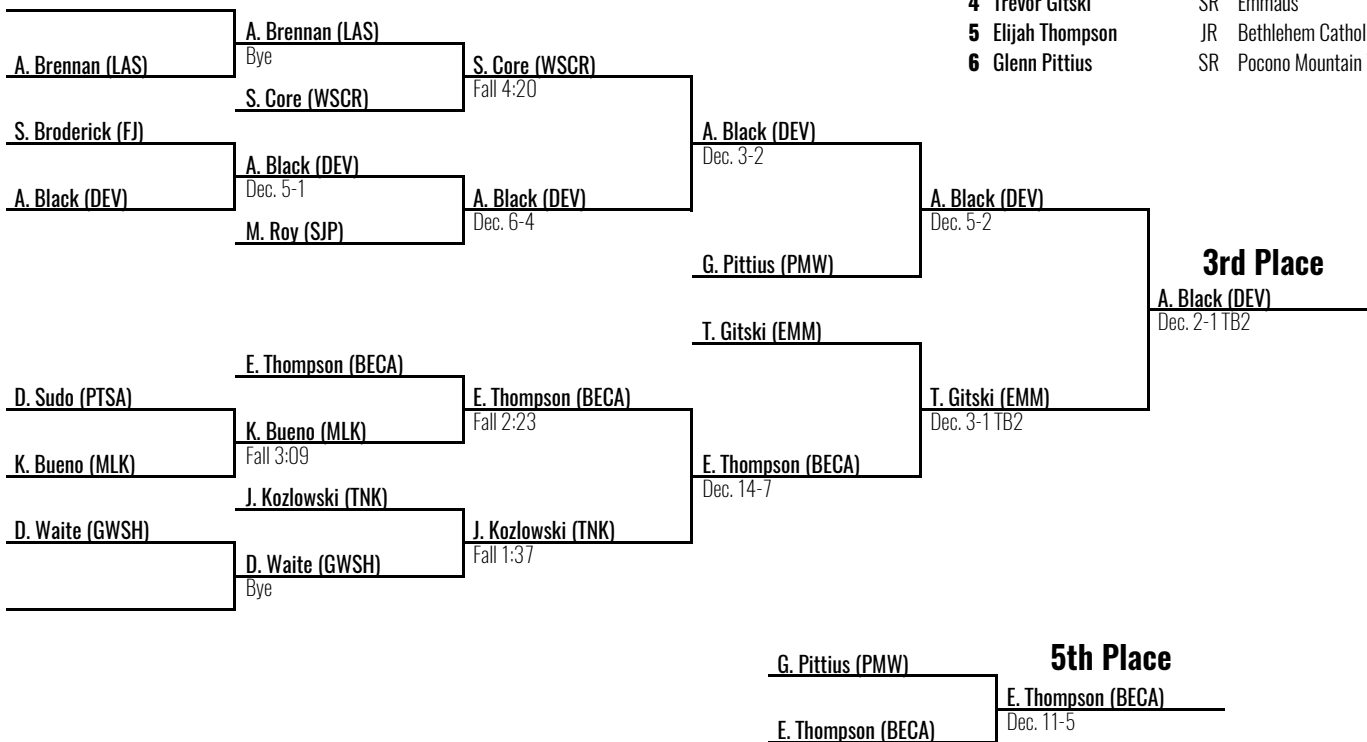 4 Trevor Gitski SR Emmaus
5 Elijah Thompson JR Bethlehem Cathol
6 Glenn Pittius SR Pocono Mountain
A. Brennan (LAS)
A. Brennan (LAS)
Bye
S. Core (WSCR)
S. Core (WSCR)
Fall 4:20
S. Broderick (FJ)
A. Black (DEV)
A. Black (DEV)
Dec. 5-1
M. Roy (SJP)
A. Black (DEV)
Dec. 6-4
A. Black (DEV)
Dec. 3-2
G. Pittius (PMW)
A. Black (DEV)
Dec. 5-2
3rd Place
A. Black (DEV)
Dec. 2-1 TB2
T. Gitski (EMM)
T. Gitski (EMM)
Dec. 3-1 TB2
E. Thompson (BECA)
D. Sudo (PTSA)
K. Bueno (MLK)
K. Bueno (MLK)
Fall 3:09
E. Thompson (BECA)
Fall 2:23
E. Thompson (BECA)
Dec. 14-7
J. Kozlowski (TNK)
D. Waite (GWSH)
D. Waite (GWSH)
Bye
J. Kozlowski (TNK)
Fall 1:37
5th Place
G. Pittius (PMW)
E. Thompson (BECA)
E. Thompson (BECA)
Dec. 11-5